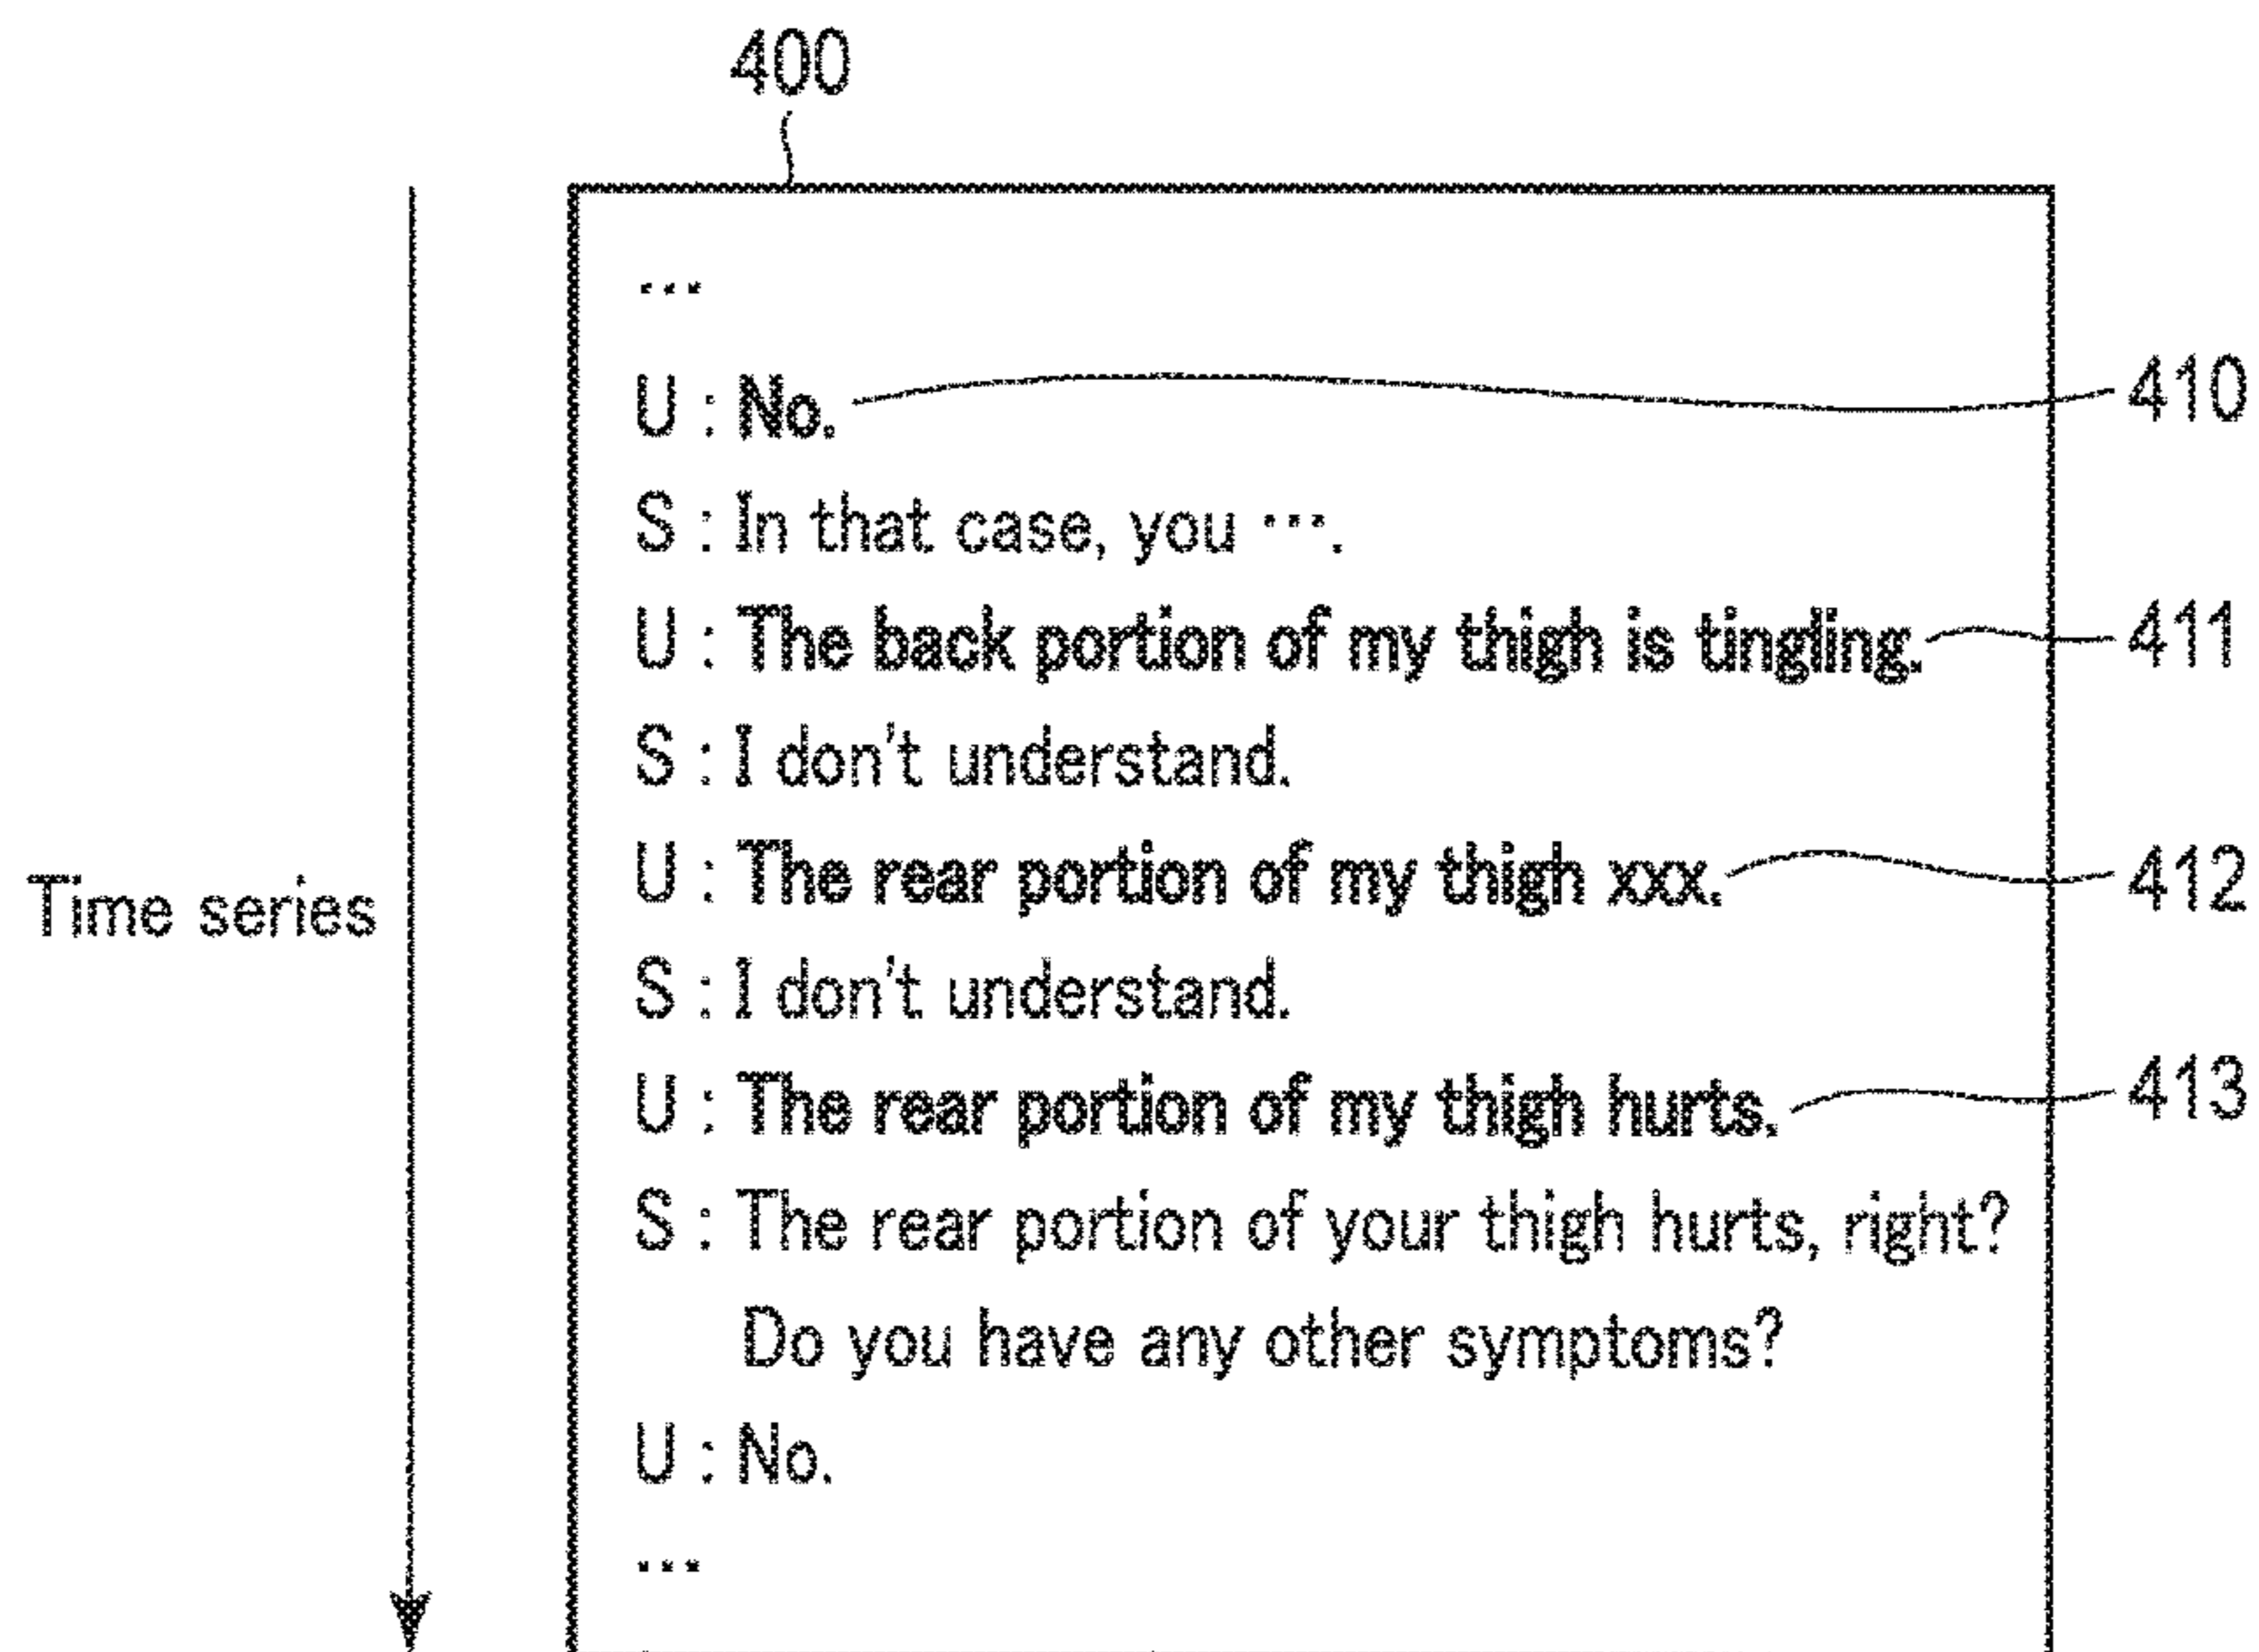 400
…
U : No. 410
S : In that case, you ….
U : The back portion of my thigh is tingling. 411
S : I don't understand.
U : The rear portion of my thigh xxx. 412
Time series
S : I don't understand.
U : The rear portion of my thigh hurts. 413
S : The rear portion of your thigh hurts, right?
Do you have any other symptoms?
U : No.
…